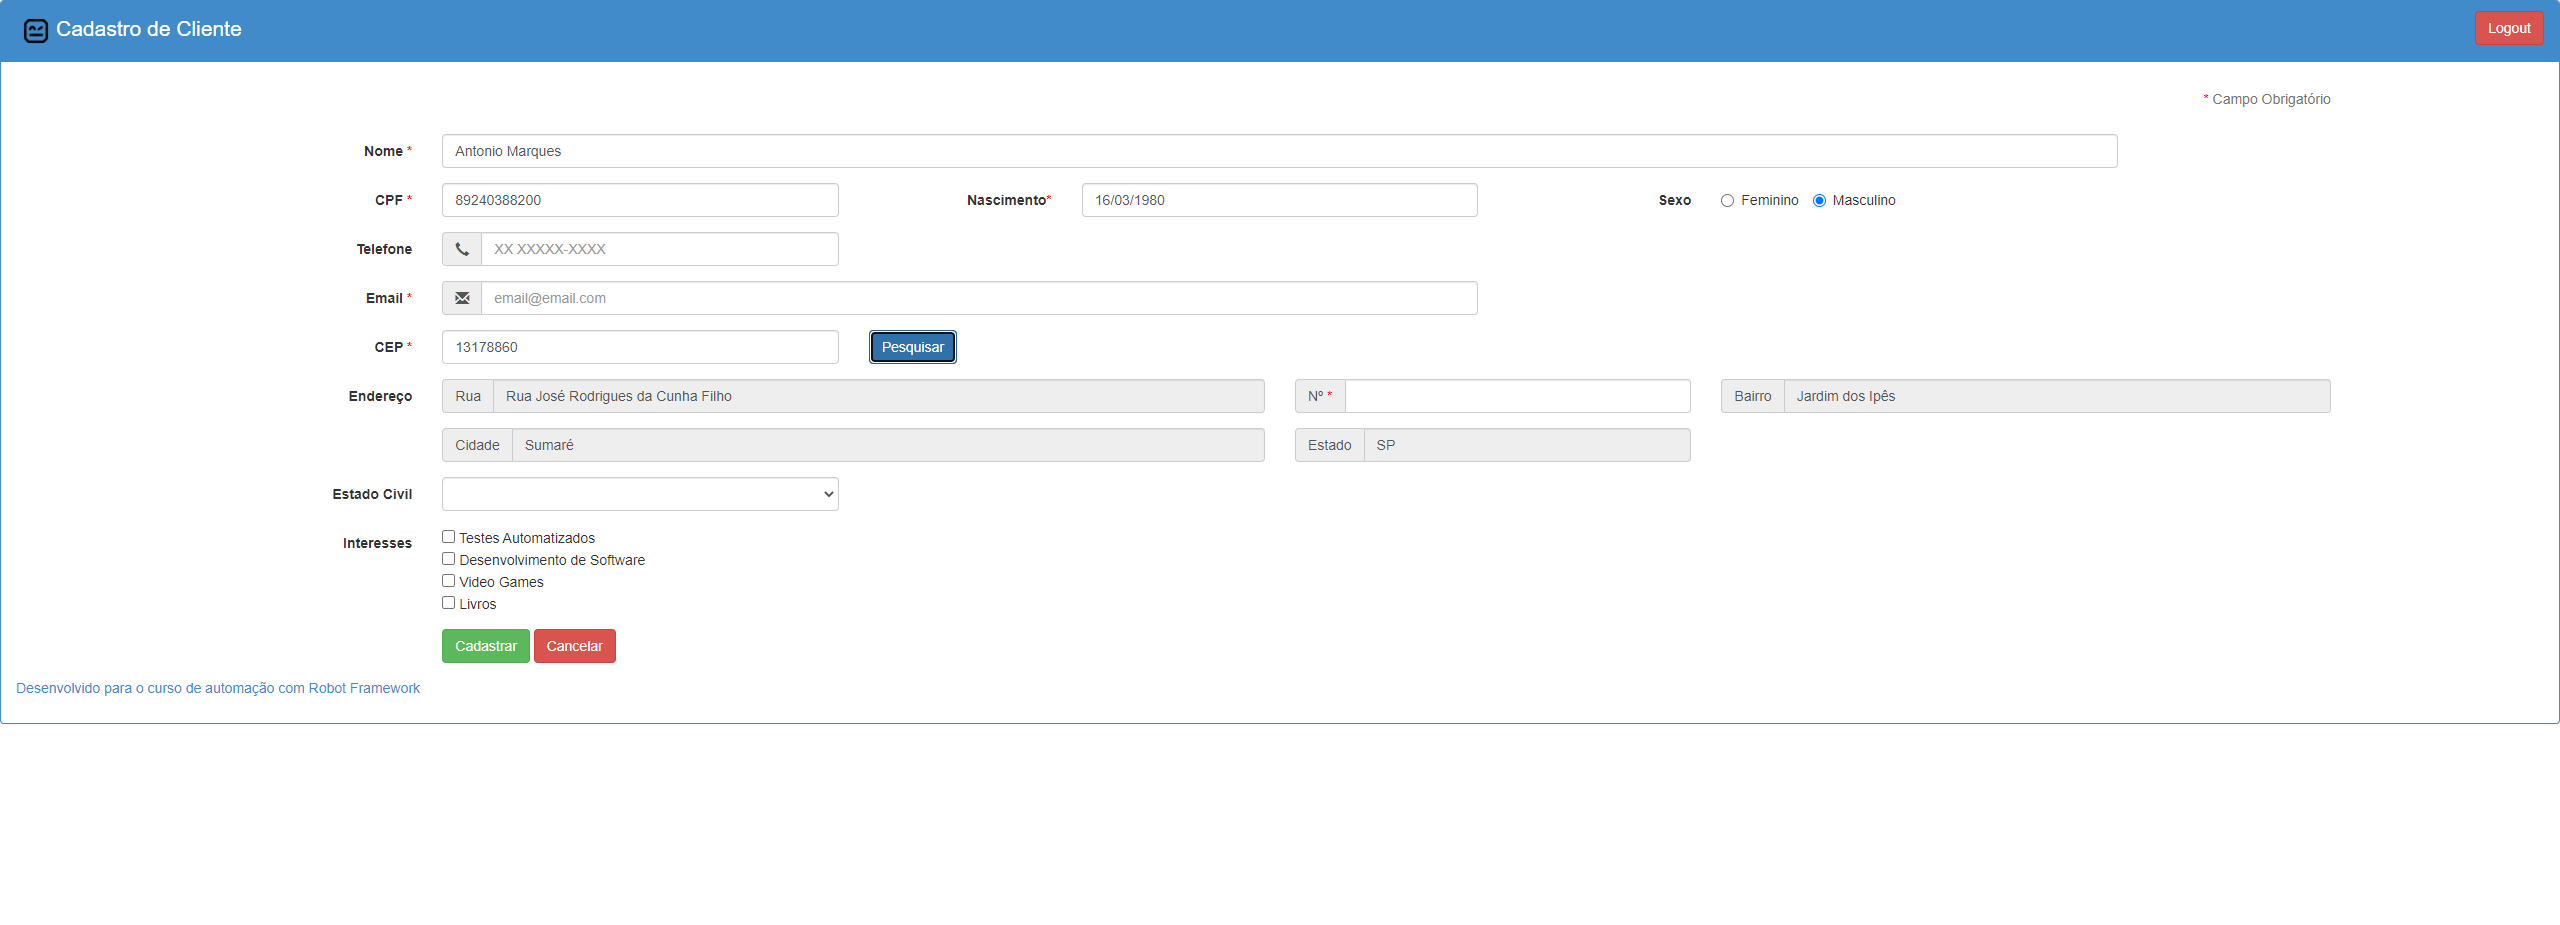 Cadastro de Cliente Logout
* Campo Obrigatório
Nome * Antonio Marques
CPF * 89240388200 Nascimento* 16/03/1980 Sexo Feminino Masculino
Telefone XX XXXXX-XXXX
Email * email@email.com
CEP * 13178860 Pesquisar
Endereço Rua Rua José Rodrigues da Cunha Filho Nº * Bairro Jardim dos Ipês
Cidade Sumaré Estado SP
Estado Civil
Interesses Testes Automatizados
Desenvolvimento de Software
Video Games
Livros
Cadastrar Cancelar
Desenvolvido para o curso de automação com Robot Framework